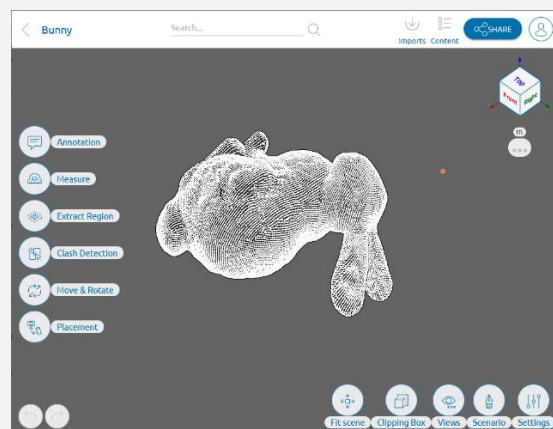 Bunny
Search...
Imports
Content
SHARE
Top
Front
Right
m
Annotation
Measure
Extract Region
Clash Detection
Move & Rotate
Placement
Fit scene
Clipping Box
Views
Scenario
Settings